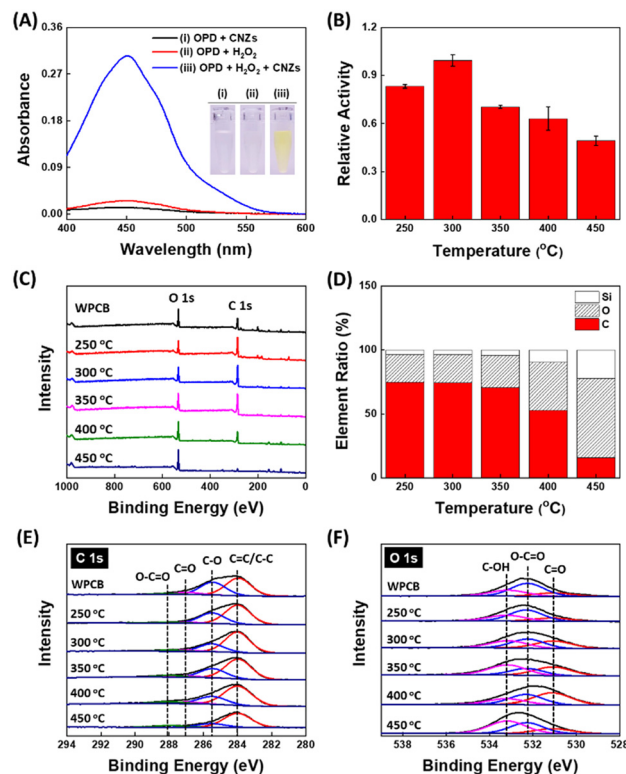 (A)
0.36
0.27
0.18
0.09
0.00
400
450
500
550
600
Absorbance
Wavelength (nm)
(i) OPD + CNZs
(ii) OPD + H₂O₂
(iii) OPD + H₂O₂ + CNZs
(i) (ii) (iii)
(B)
1.2
0.9
0.6
0.3
0.0
250 300 350 400 450
Relative Activity
Temperature (°C)
(C)
O 1s
C 1s
WPCB
250 °C
300 °C
350 °C
400 °C
450 °C
1000 800 600 400 200 0
Intensity
Binding Energy (eV)
(D)
150
100
50
0
Si
O
C
250 300 350 400 450
Element Ratio (%)
Temperature (°C)
(E)
C 1s
O-C=O
C=O
C-O
C=C/C-C
WPCB
250 °C
300 °C
350 °C
400 °C
450 °C
294 292 290 288 286 284 282 280
Intensity
Binding Energy (eV)
(F)
O 1s
C-OH
O-C=O
C=O
WPCB
250 °C
300 °C
350 °C
400 °C
450 °C
538 536 534 532 530 528
Intensity
Binding Energy (eV)